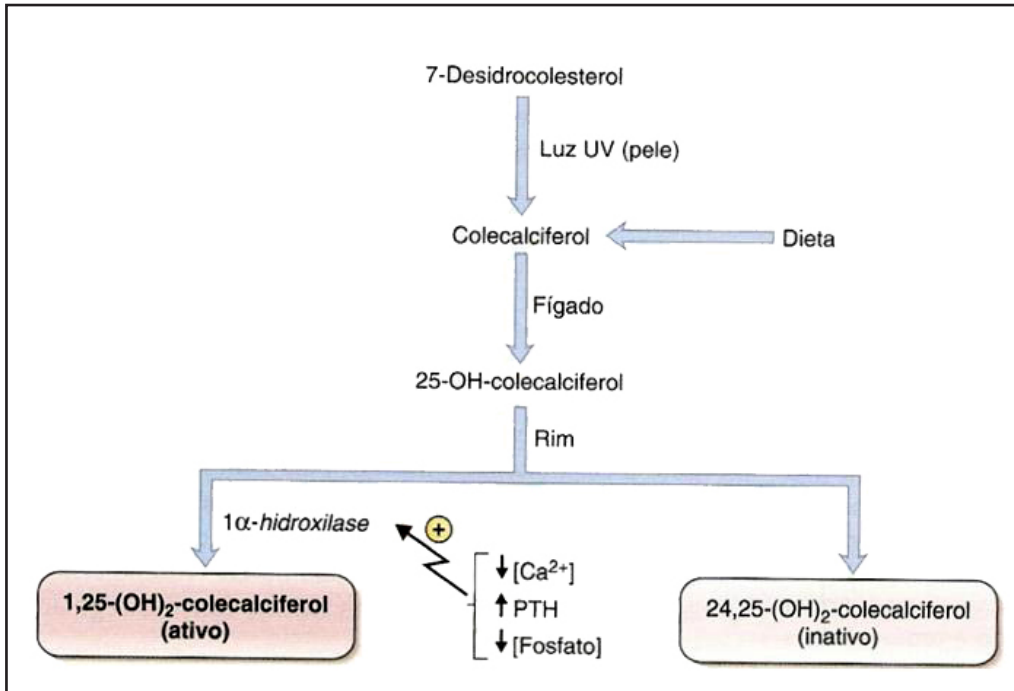 7-Desidrocolesterol
Luz UV (pele)
Colecalciferol
Dieta
Fígado
25-OH-colecalciferol
Rim
1α-hidroxilase
+
↓ [Ca²⁺]
↑ PTH
↓ [Fosfato]
1,25-(OH)₂-colecalciferol
(ativo)
24,25-(OH)₂-colecalciferol
(inativo)